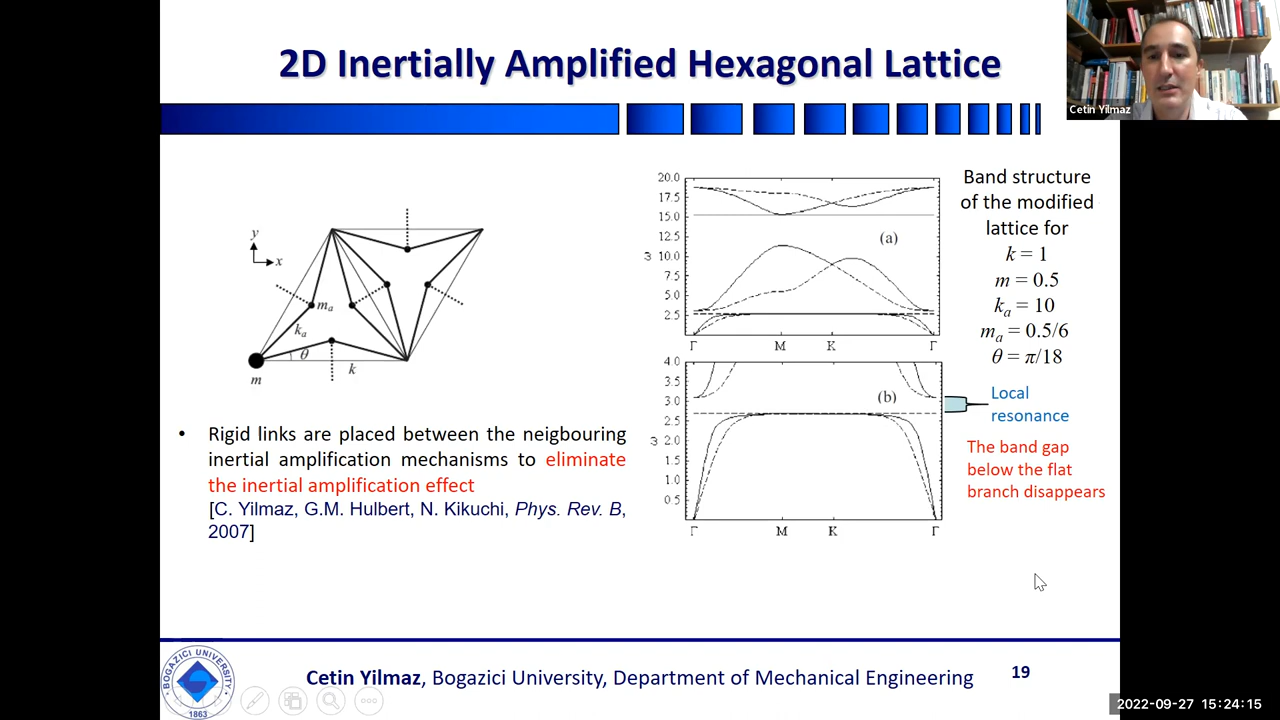 2D Inertially Amplified Hexagonal Lattice
Cetin Yilmaz
y
x
m_a
k_a
θ
m
k
• Rigid links are placed between the neigbouring
inertial amplification mechanisms to eliminate
the inertial amplification effect
[C. Yilmaz, G.M. Hulbert, N. Kikuchi, Phys. Rev. B,
2007]
20.0
17.5
15.0
12.5
10.0
7.5
5.0
2.5
ω
(a)
Γ M K Γ
4.0
3.5
3.0
2.5
2.0
1.5
1.0
0.5
ω
(b)
Γ M K Γ
Band structure
of the modified
lattice for
k = 1
m = 0.5
k_a = 10
m_a = 0.5/6
θ = π/18
Local
resonance
The band gap
below the flat
branch disappears
BOGAZICI UNIVERSITY
1863
Cetin Yilmaz, Bogazici University, Department of Mechanical Engineering
19
2022-09-27 15:24:15